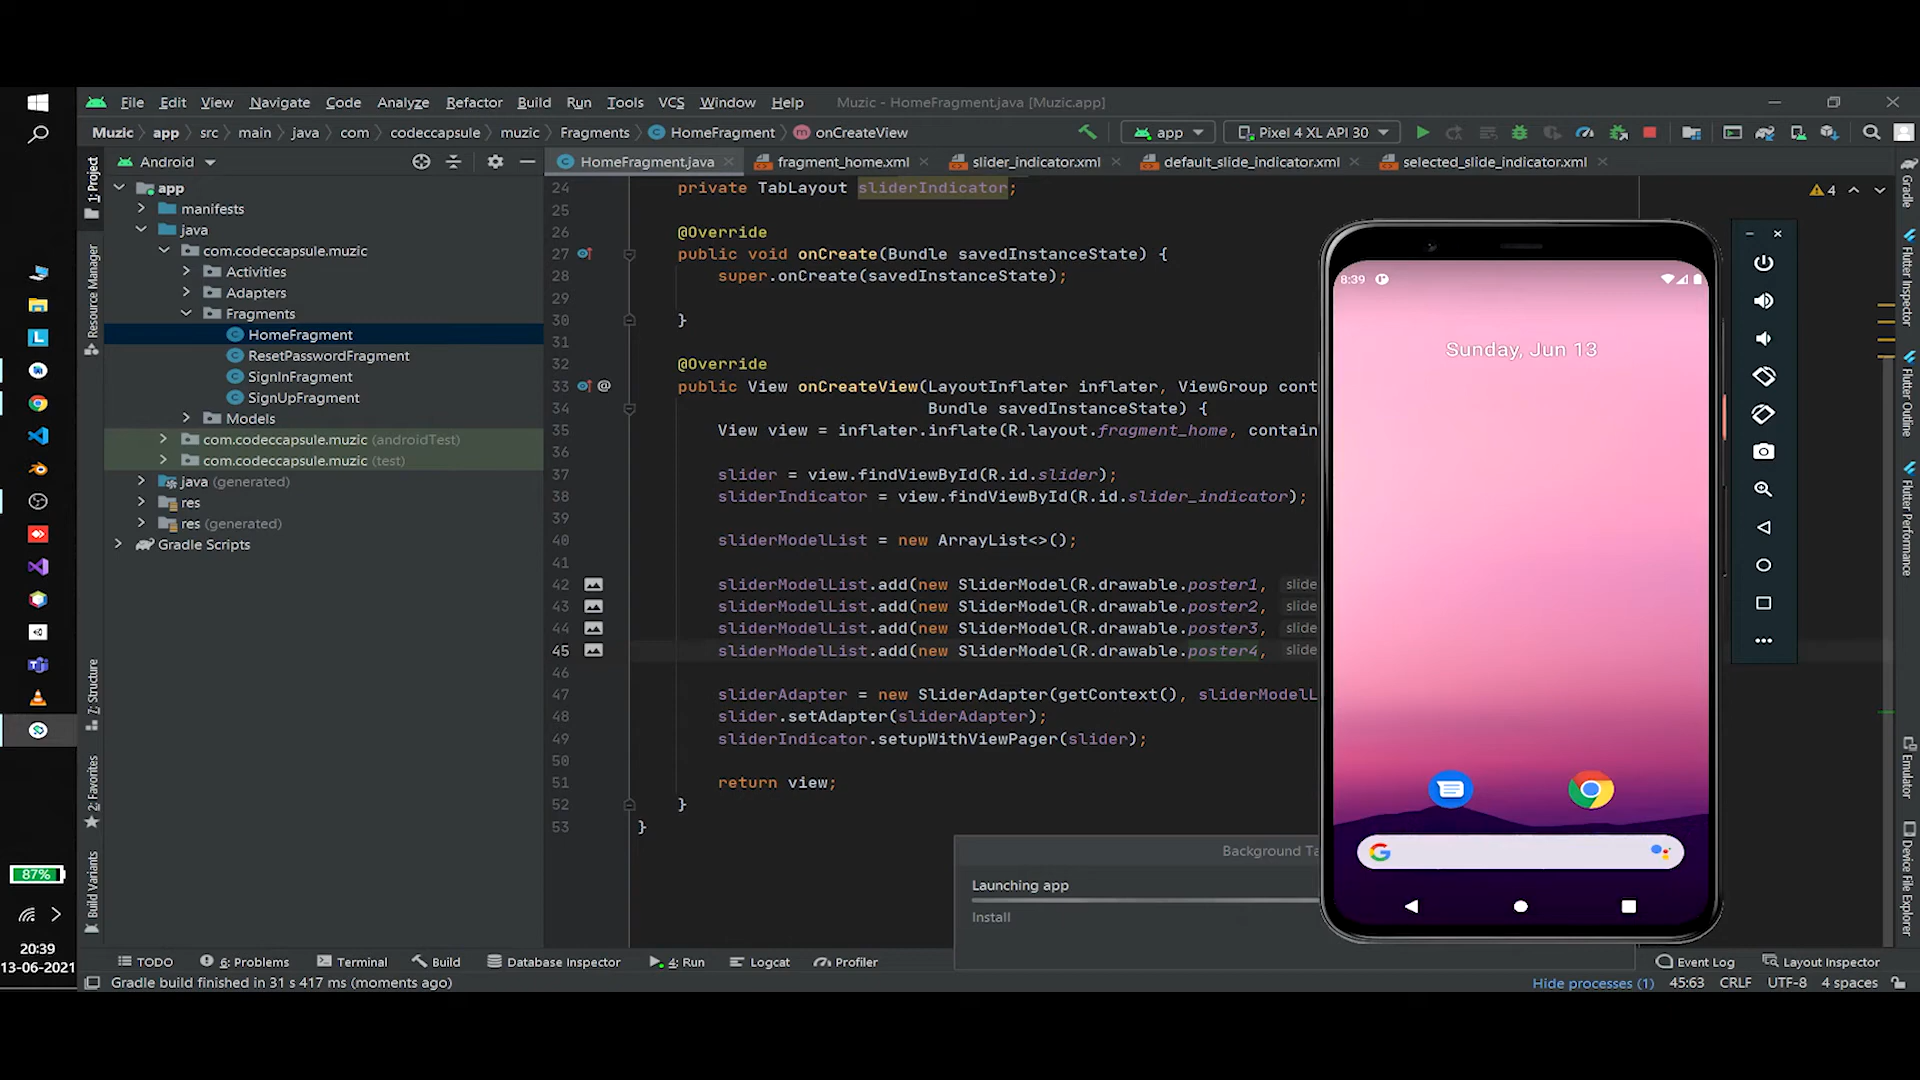 File Edit View Navigate Code Analyze Refactor Build Run Tools VCS Window Help Muzic - HomeFragment.java [Muzic.app]
Muzic app src main java com codeccapsule muzic Fragments HomeFragment onCreateView app Pixel 4 XL API 30
Android
HomeFragment.java fragment_home.xml slider_indicator.xml default_slide_indicator.xml selected_slide_indicator.xml
1: Project
Resource Manager
7: Structure
2: Favorites
Build Variants
app
manifests
java
com.codeccapsule.muzic
Activities
Adapters
Fragments
HomeFragment
ResetPasswordFragment
SignInFragment
SignUpFragment
Models
com.codeccapsule.muzic (androidTest)
com.codeccapsule.muzic (test)
java (generated)
res
res (generated)
Gradle Scripts
24 private TabLayout sliderIndicator;
25
26 @Override
27 public void onCreate(Bundle savedInstanceState) {
28 super.onCreate(savedInstanceState);
29
30 }
31
32 @Override
33 @ public View onCreateView(LayoutInflater inflater, ViewGroup cont
34 Bundle savedInstanceState) {
35 View view = inflater.inflate(R.layout.fragment_home, contain
36
37 slider = view.findViewById(R.id.slider);
38 sliderIndicator = view.findViewById(R.id.slider_indicator);
39
40 sliderModelList = new ArrayList<>();
41
42 sliderModelList.add(new SliderModel(R.drawable.poster1, slide
43 sliderModelList.add(new SliderModel(R.drawable.poster2, slide
44 sliderModelList.add(new SliderModel(R.drawable.poster3, slide
45 sliderModelList.add(new SliderModel(R.drawable.poster4, slide
46
47 sliderAdapter = new SliderAdapter(getContext(), sliderModelL
48 slider.setAdapter(sliderAdapter);
49 sliderIndicator.setupWithViewPager(slider);
50
51 return view;
52 }
53 }
4
8:39
Sunday, Jun 13
Background Ta
Launching app
Install
Gradle
Flutter Inspector
Flutter Outline
Flutter Performance
Emulator
Device File Explorer
87%
20:39
13-06-2021
TODO 6: Problems Terminal Build Database Inspector 4: Run Logcat Profiler Event Log Layout Inspector
Gradle build finished in 31 s 417 ms (moments ago) Hide processes (1) 45:63 CRLF UTF-8 4 spaces